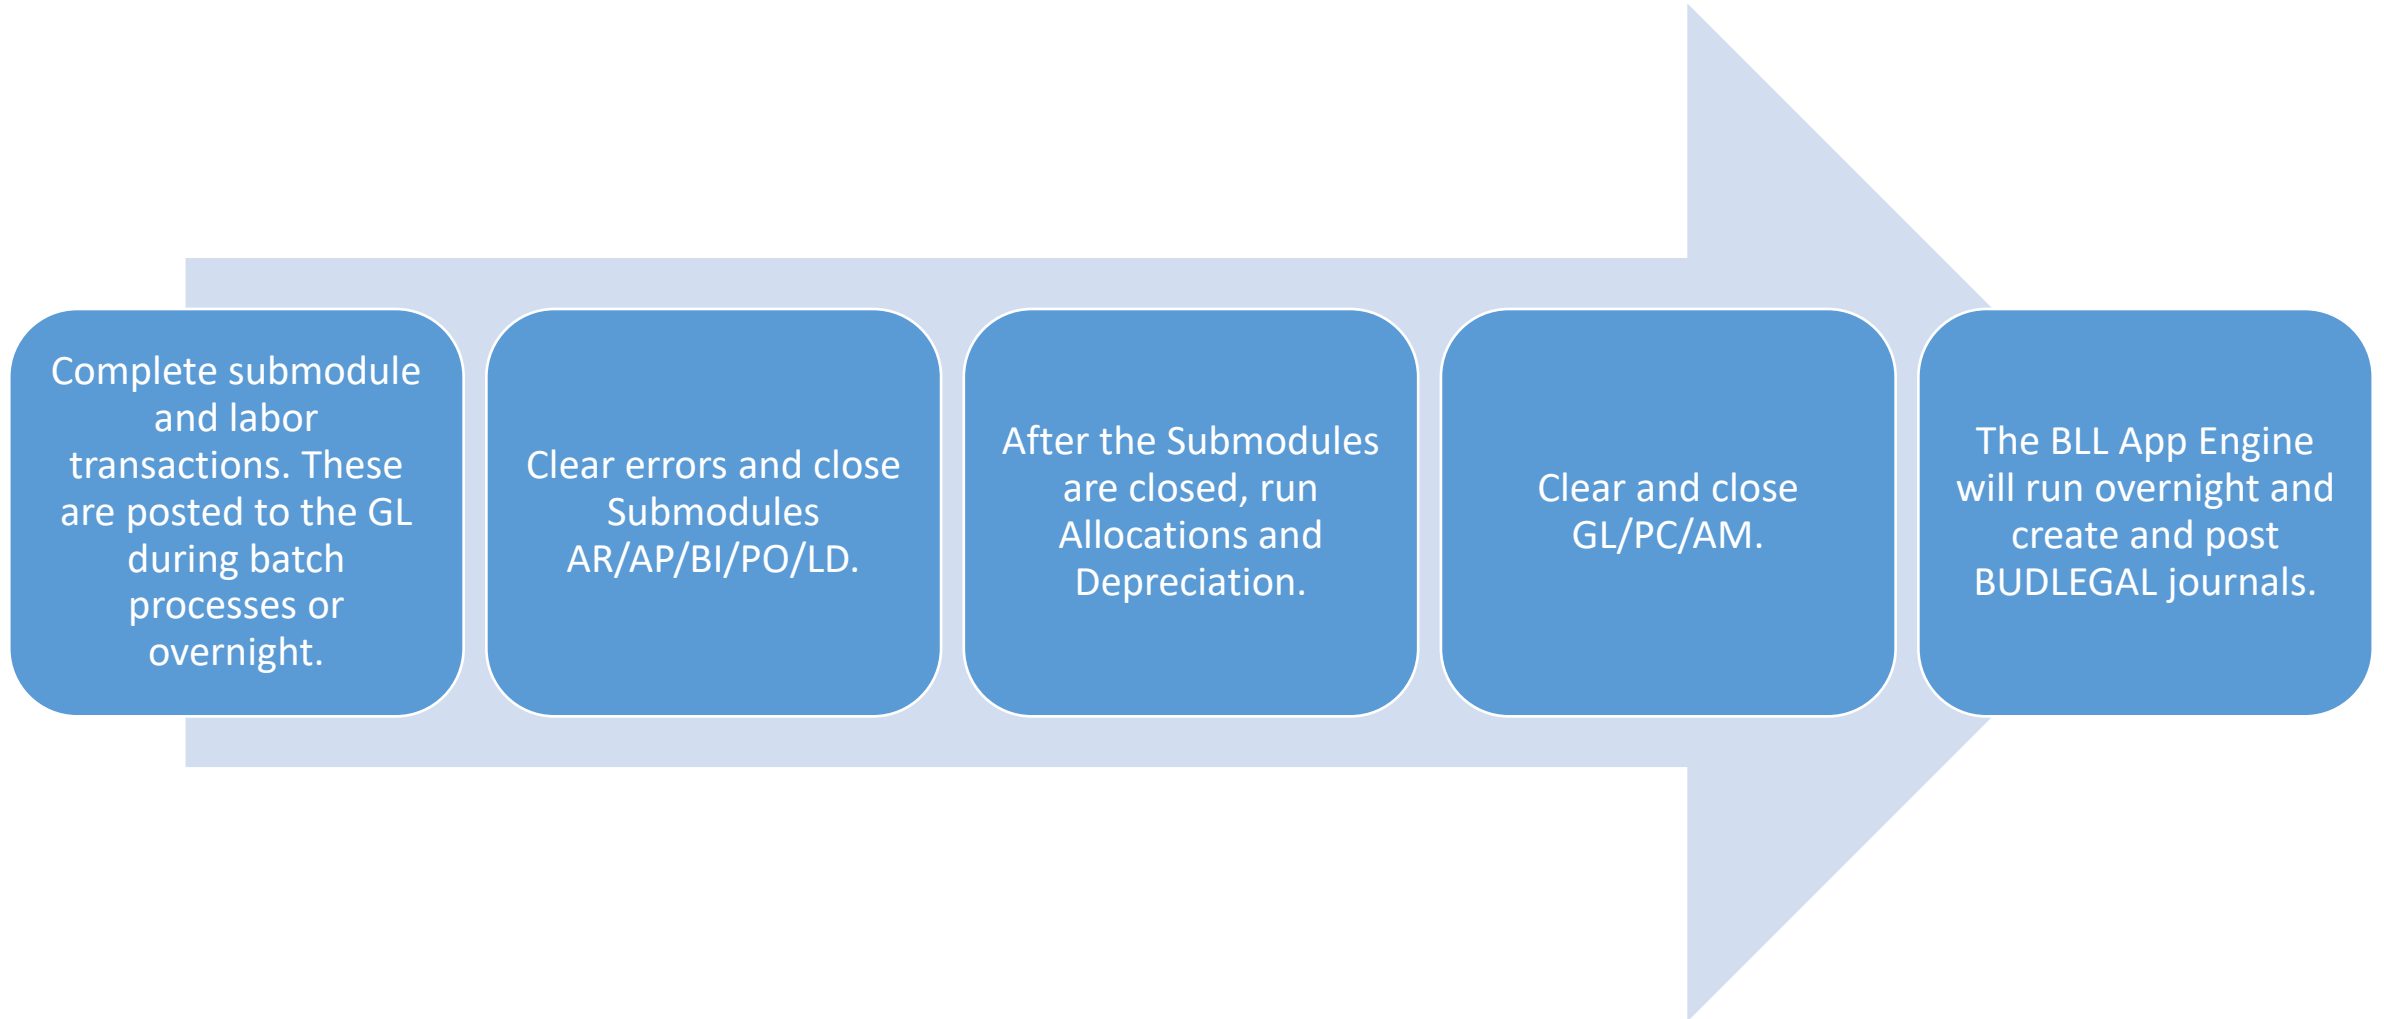 Complete submodule
and labor
transactions. These
are posted to the GL
during batch
processes or
overnight.
Clear errors and close
Submodules
AR/AP/BI/PO/LD.
After the Submodules
are closed, run
Allocations and
Depreciation.
Clear and close
GL/PC/AM.
The BLL App Engine
will run overnight and
create and post
BUDLEGAL journals.